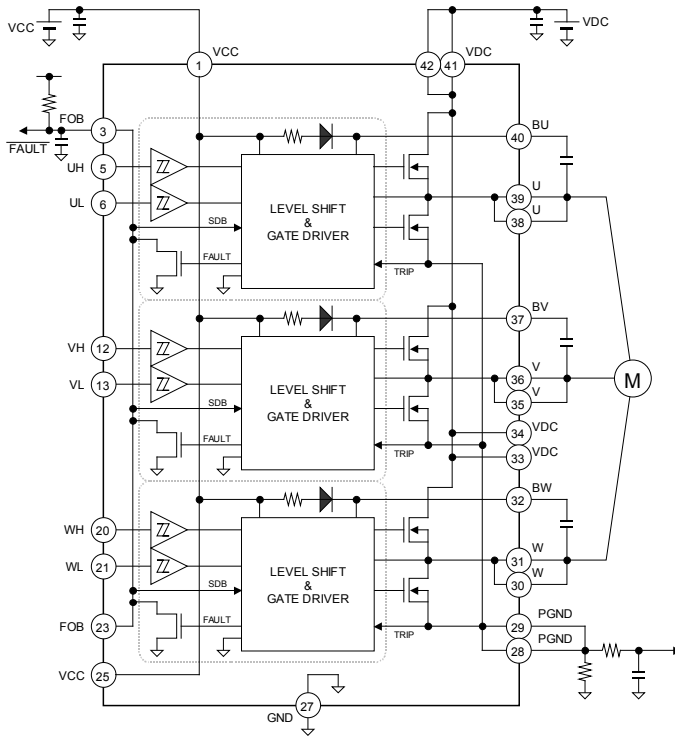 VCC
VDC
VCC
1
42
41
VDC
FOB
3
FAULT
UH
5
UL
6
SDB
FAULT
LEVEL SHIFT
&
GATE DRIVER
TRIP
BU
40
U
39
U
38
VH
12
VL
13
SDB
FAULT
LEVEL SHIFT
&
GATE DRIVER
TRIP
BV
37
V
36
V
35
VDC
34
VDC
33
M
WH
20
WL
21
FOB
23
VCC
25
SDB
FAULT
LEVEL SHIFT
&
GATE DRIVER
TRIP
BW
32
W
31
W
30
PGND
29
PGND
28
GND
27